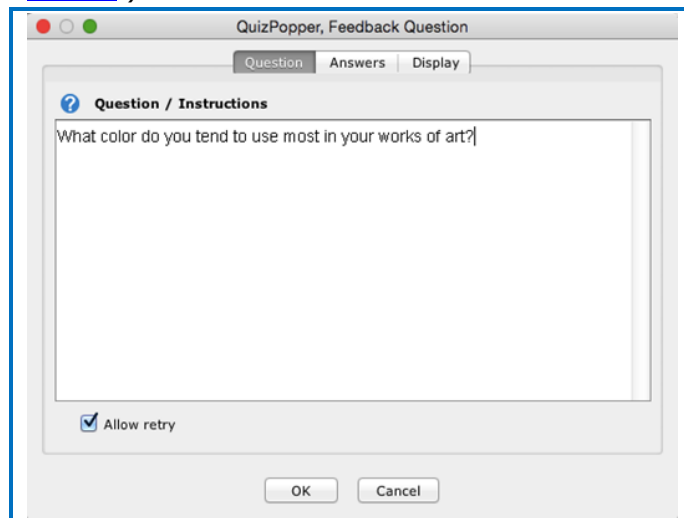 QuizPopper, Feedback Question
Question Answers Display
Question / Instructions
What color do you tend to use most in your works of art?
Allow retry
OK Cancel